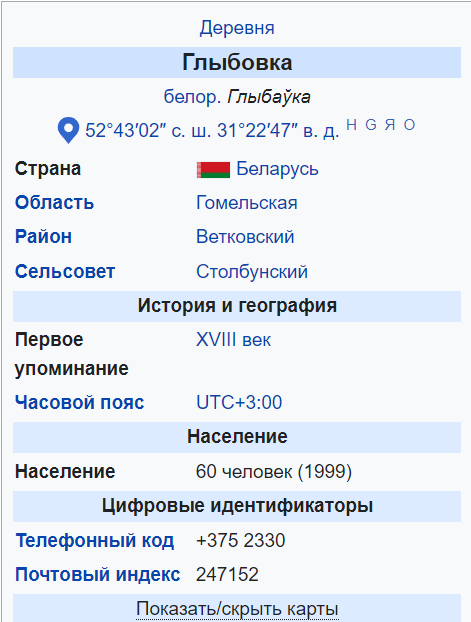 Деревня
Глыбовка
белор. Глыбаўка
52°43′02″ с. ш. 31°22′47″ в. д. H G Я O
Страна Беларусь
Область Гомельская
Район Ветковский
Сельсовет Столбунский
История и география
Первое XVIII век
упоминание
Часовой пояс UTC+3:00
Население
Население 60 человек (1999)
Цифровые идентификаторы
Телефонный код +375 2330
Почтовый индекс 247152
Показать/скрыть карты